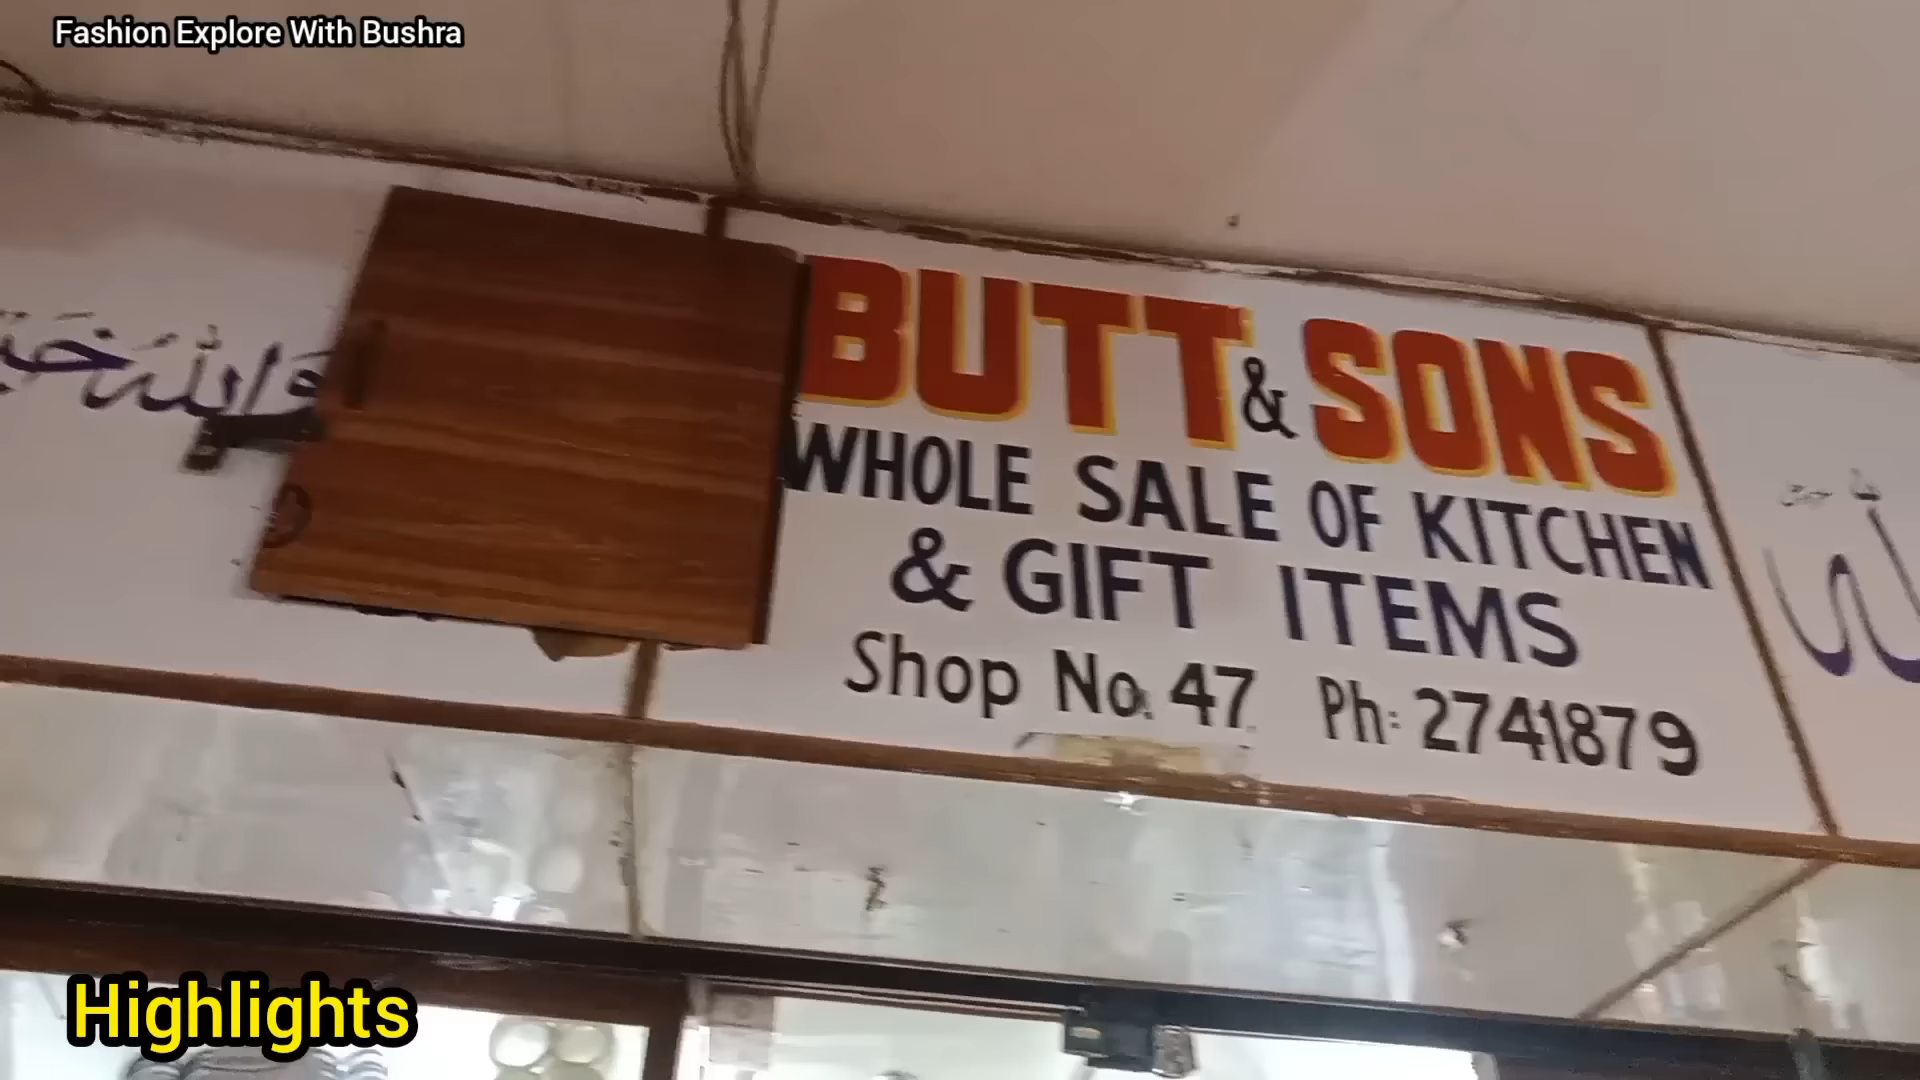 Fashion Explore With Bushra
BUTT & SONS
WHOLE SALE OF KITCHEN
& GIFT ITEMS
Shop No. 47 Ph: 2741879
Highlights